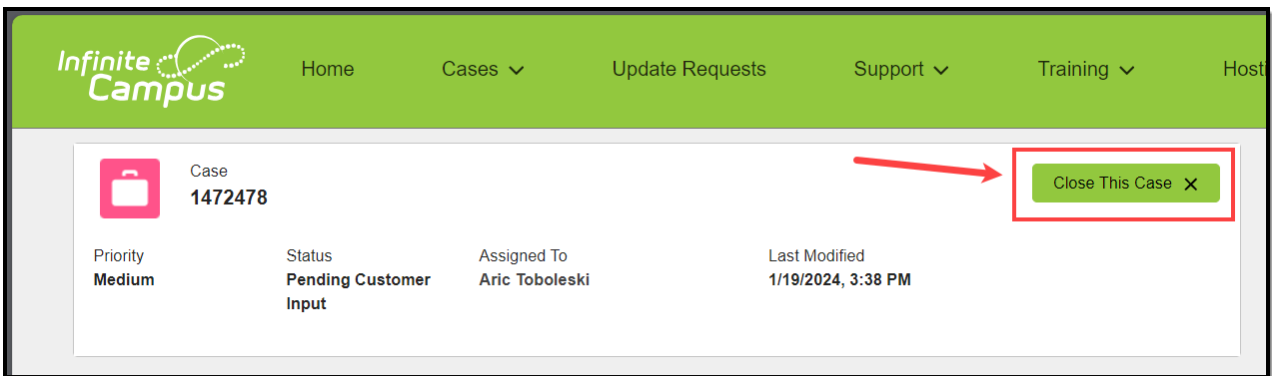 Infinite
Campus
Home
Cases
Update Requests
Support
Training
Hosti
Case
1472478
Close This Case
Priority
Medium
Status
Pending Customer
Input
Assigned To
Aric Toboleski
Last Modified
1/19/2024, 3:38 PM